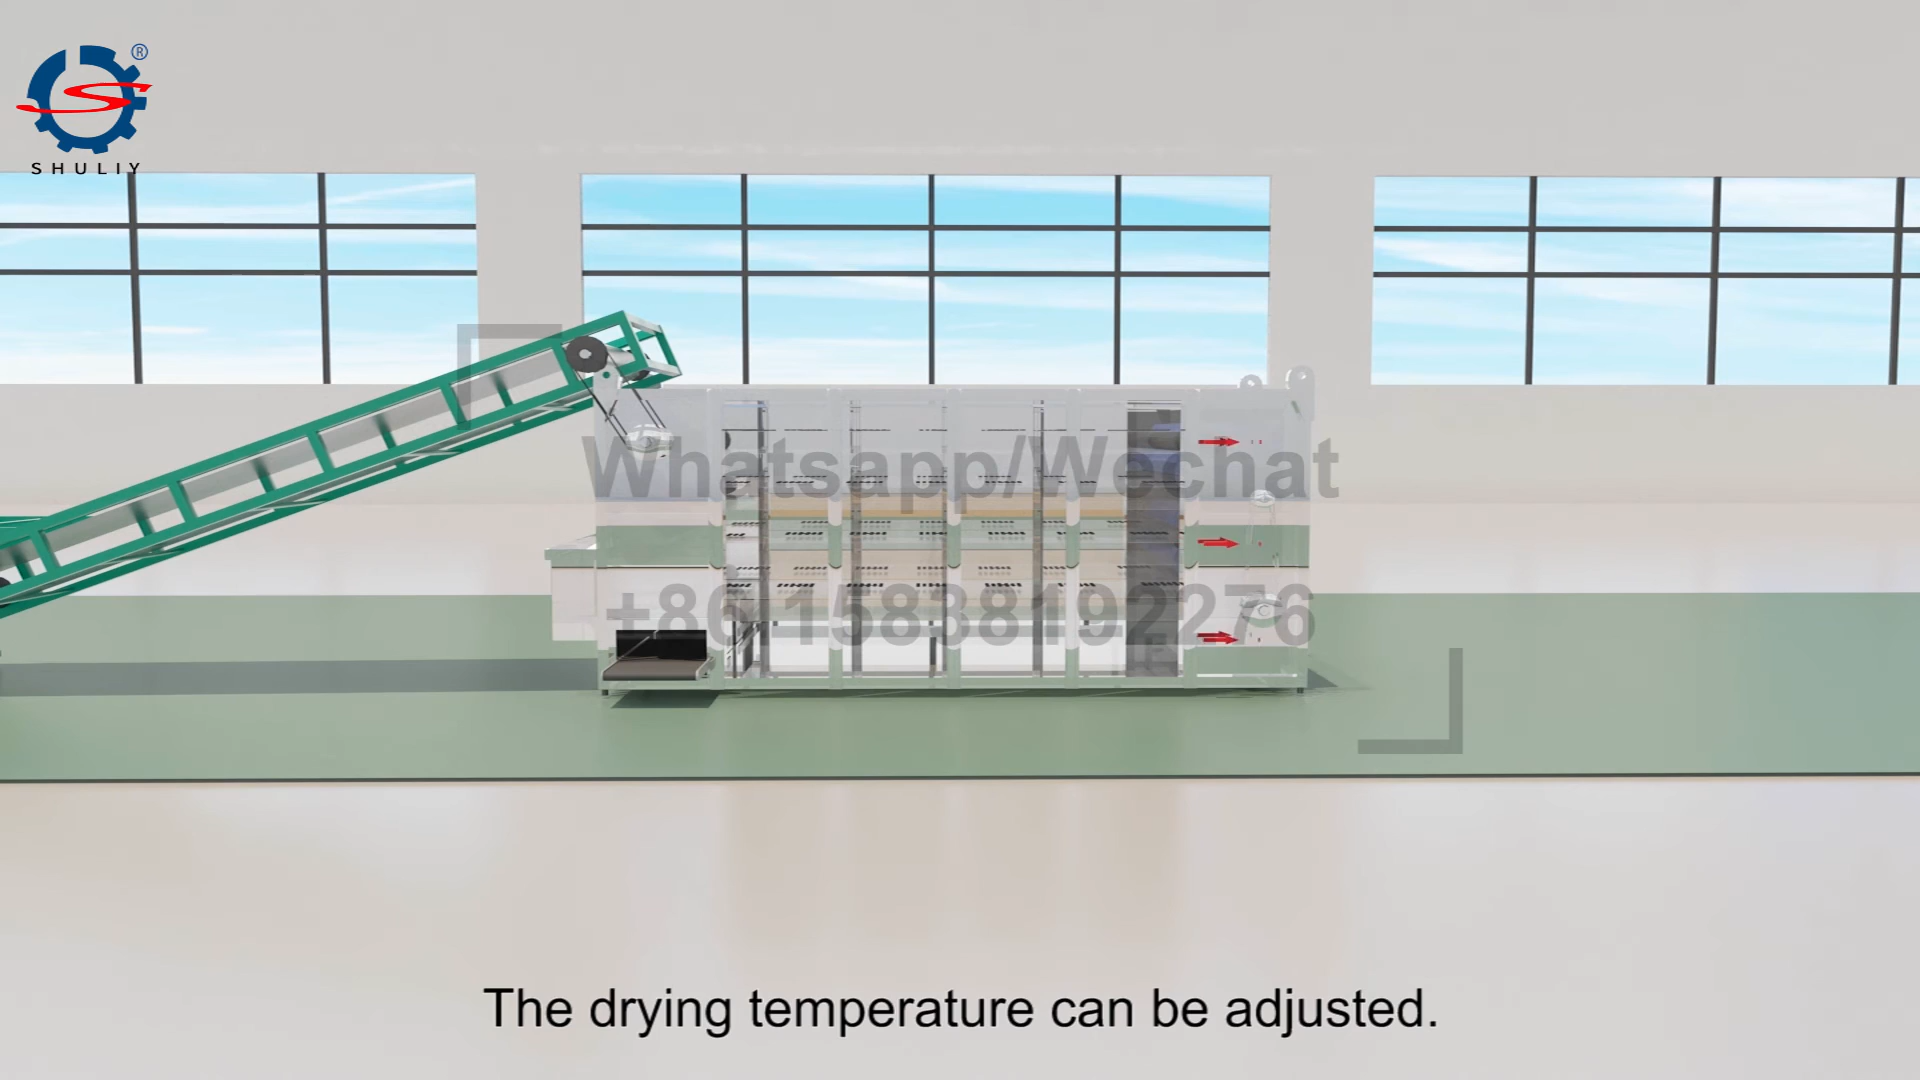 ®
SHULIY
Whatsapp/Wechat
+86 15838192276
The drying temperature can be adjusted.